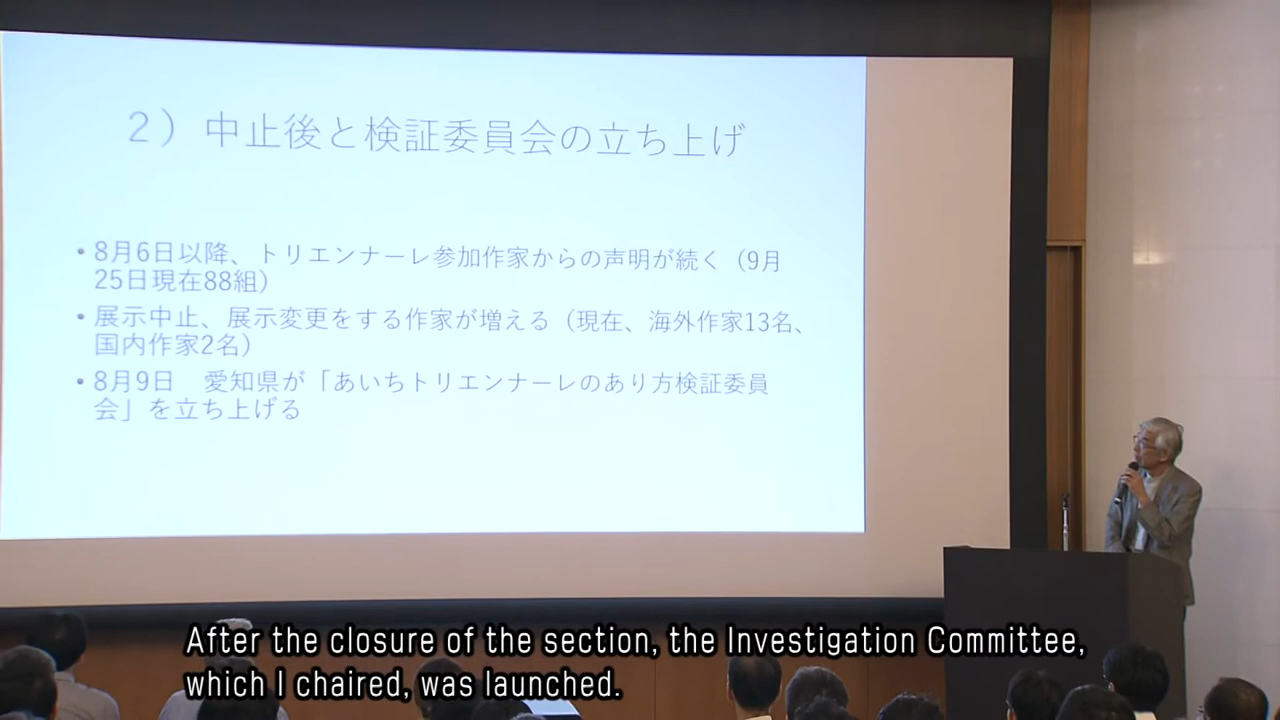 ２）中止後と検証委員会の立ち上げ
• 8月6日以降、トリエンナーレ参加作家からの声明が続く（9月
25日現在88組）
• 展示中止、展示変更をする作家が増える（現在、海外作家13名、
国内作家2名）
• 8月9日　愛知県が「あいちトリエンナーレのあり方検証委員
会」を立ち上げる
After the closure of the section, the Investigation Committee,
which I chaired, was launched.